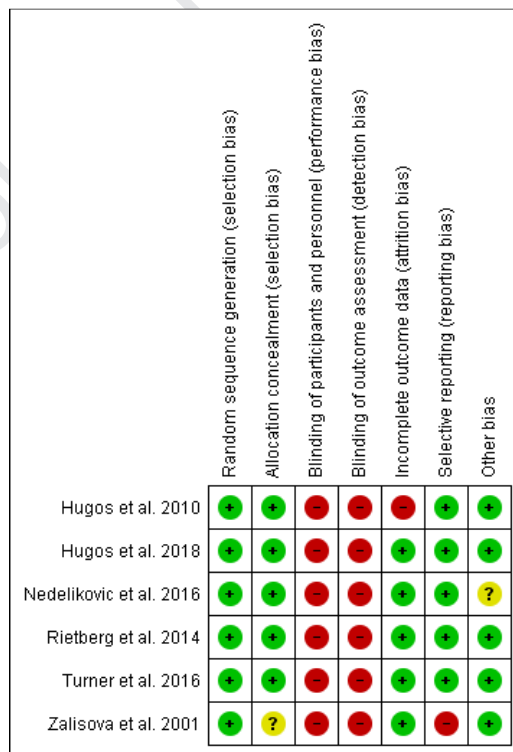 Random sequence generation (selection bias)
Allocation concealment (selection bias)
Blinding of participants and personnel (performance bias)
Blinding of outcome assessment (detection bias)
Incomplete outcome data (attrition bias)
Selective reporting (reporting bias)
Other bias
Hugos et al. 2010 + + - - - + +
Hugos et al. 2018 + + - - + + +
Nedelikovic et al. 2016 + + - - + + ?
Rietberg et al. 2014 + + - - + + +
Turner et al. 2016 + + - - + + +
Zalisova et al. 2001 + ? - - + - +